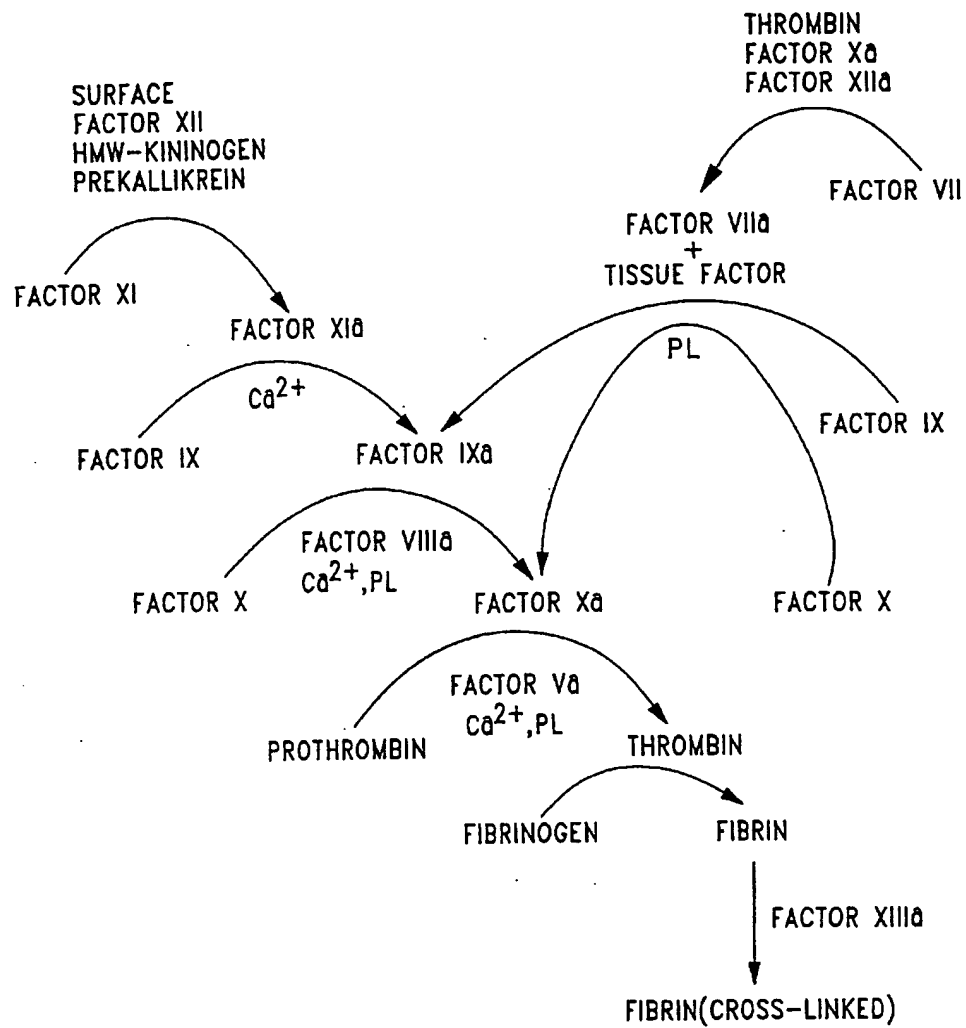 THROMBIN
FACTOR Xa
FACTOR XIIa
SURFACE
FACTOR XII
HMW-KININOGEN
PREKALLIKREIN
FACTOR VII
FACTOR VIIa
+
TISSUE FACTOR
FACTOR XI
FACTOR XIa
PL
Ca2+
FACTOR IX
FACTOR IX
FACTOR IXa
FACTOR VIIIa
Ca2+,PL
FACTOR X
FACTOR Xa
FACTOR X
FACTOR Va
Ca2+,PL
PROTHROMBIN
THROMBIN
FIBRINOGEN
FIBRIN
FACTOR XIIIa
FIBRIN(CROSS-LINKED)